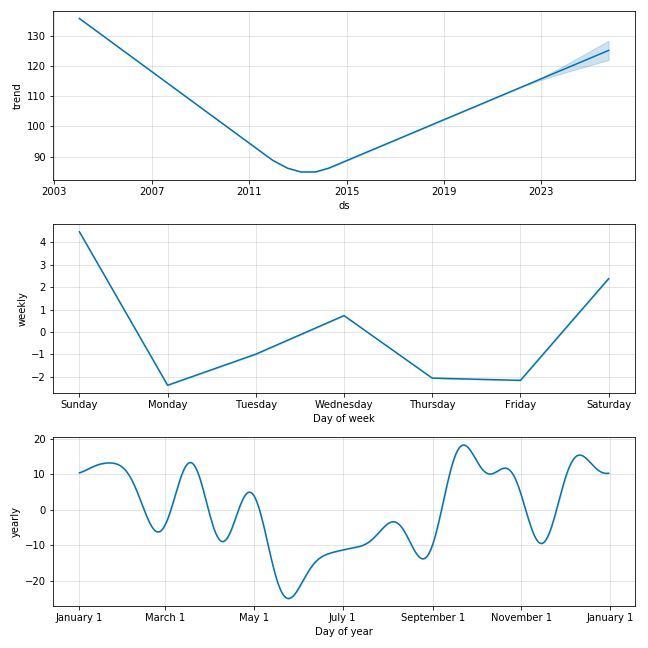 130
120
110
100
90
trend
2003 2007 2011 2015 2019 2023
ds
4
3
2
1
0
−1
−2
weekly
Sunday Monday Tuesday Wednesday Thursday Friday Saturday
Day of week
20
10
0
−10
−20
yearly
January 1 March 1 May 1 July 1 September 1 November 1 January 1
Day of year